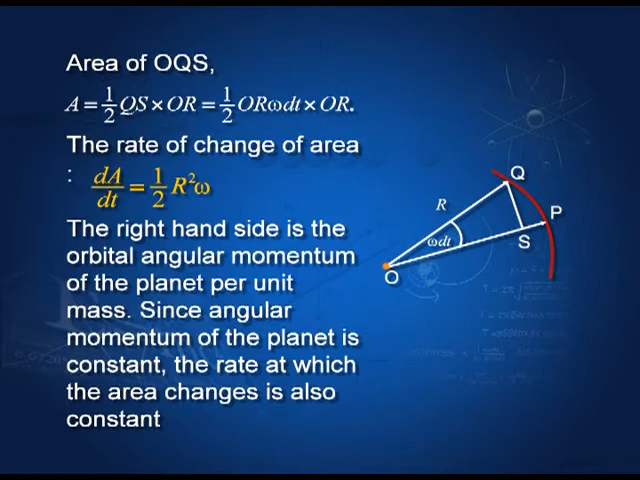 Area of OQS,
A = 1/2 QS × OR = 1/2 ORωdt × OR.
The rate of change of area
: dA/dt = 1/2 R²ω
The right hand side is the
orbital angular momentum
of the planet per unit
mass. Since angular
momentum of the planet is
constant, the rate at which
the area changes is also
constant
Q
R
P
ωdt
S
O